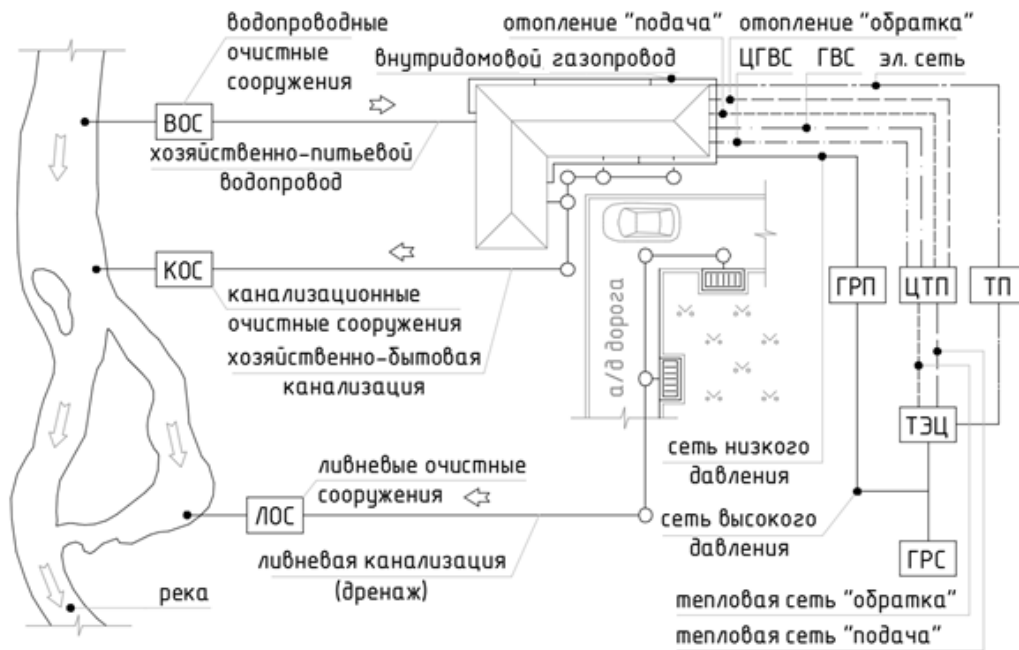 водопроводные
очистные
сооружения
отопление "подача"
отопление "обратка"
внутридомовой газопровод
ЦГВС
ГВС
эл. сеть
ВОС
хозяйственно-питьевой
водопровод
КОС
канализационные
очистные сооружения
хозяйственно-бытовая
канализация
а/д дорога
ГРП
ЦТП
ТП
ТЭЦ
сеть низкого
давления
ливневые очистные
сооружения
ЛОС
сеть высокого
давления
ливневая канализация
(дренаж)
ГРС
река
тепловая сеть "обратка"
тепловая сеть "подача"